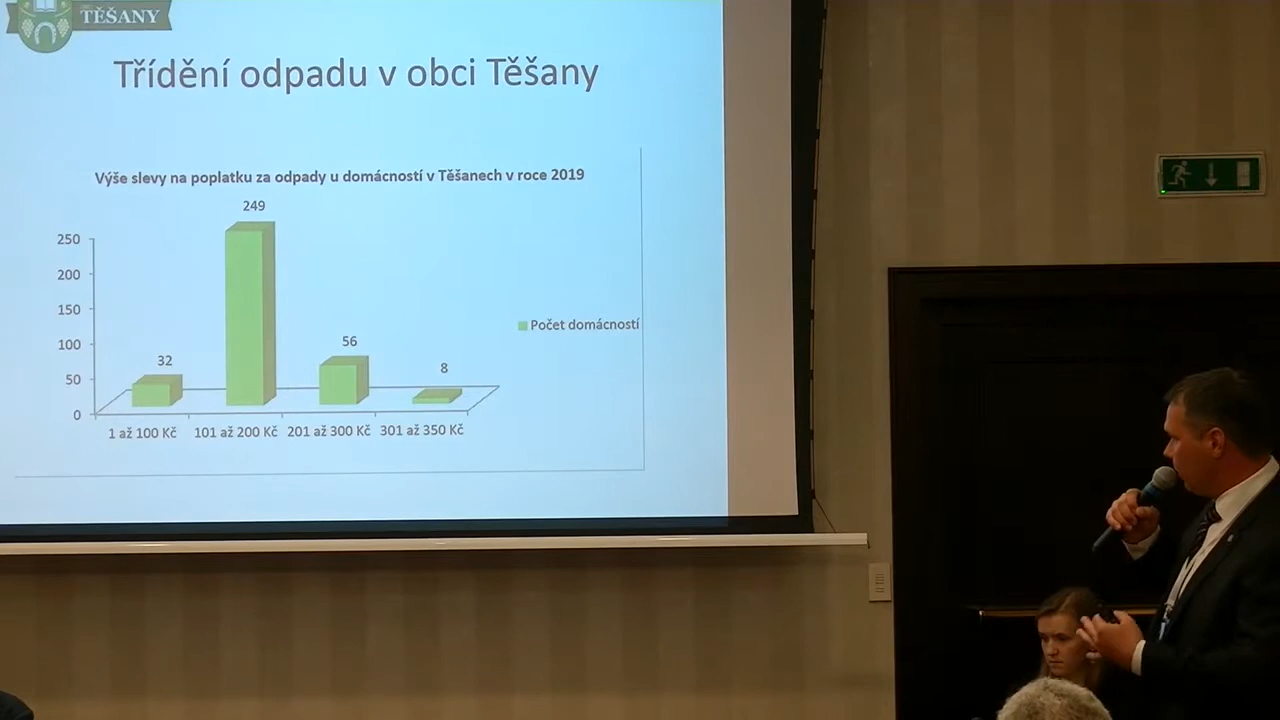 TĚŠANY
Třídění odpadu v obci Těšany
Výše slevy na poplatku za odpady u domácností v Těšanech v roce 2019
250
200
150
100
50
0
32
249
56
8
1 až 100 Kč
101 až 200 Kč
201 až 300 Kč
301 až 350 Kč
Počet domácností